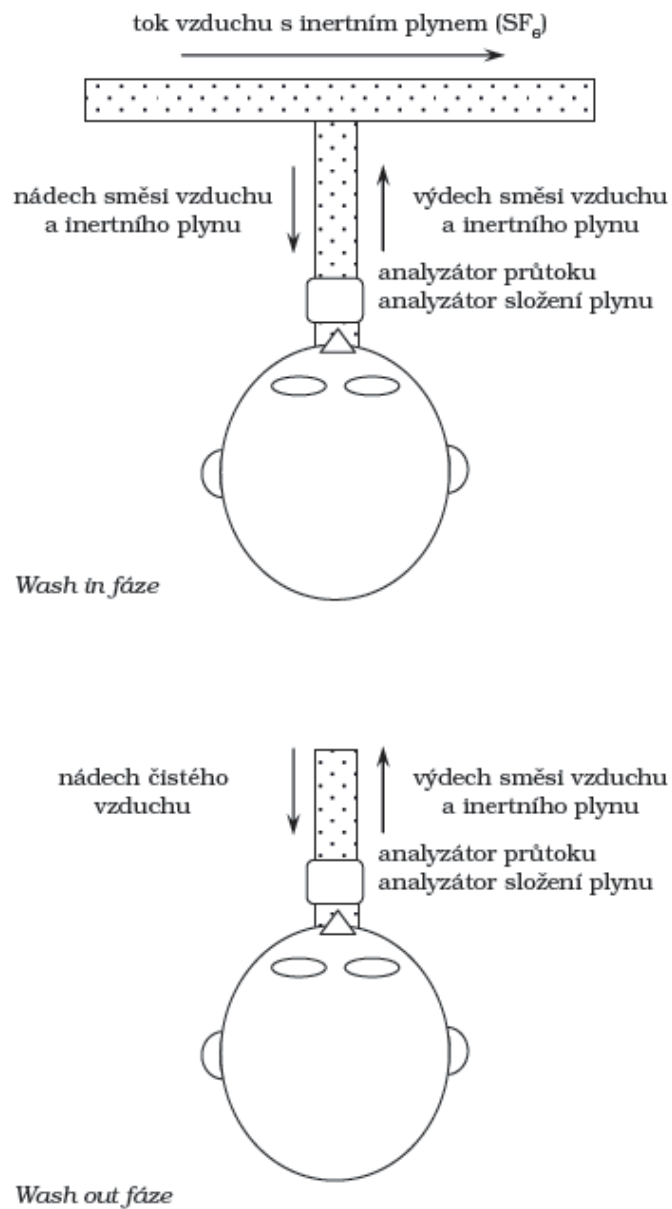 tok vzduchu s inertním plynem (SF₆)
nádech směsi vzduchu
a inertního plynu
výdech směsi vzduchu
a inertního plynu
analyzátor průtoku
analyzátor složení plynu
Wash in fáze
nádech čistého
vzduchu
výdech směsi vzduchu
a inertního plynu
analyzátor průtoku
analyzátor složení plynu
Wash out fáze